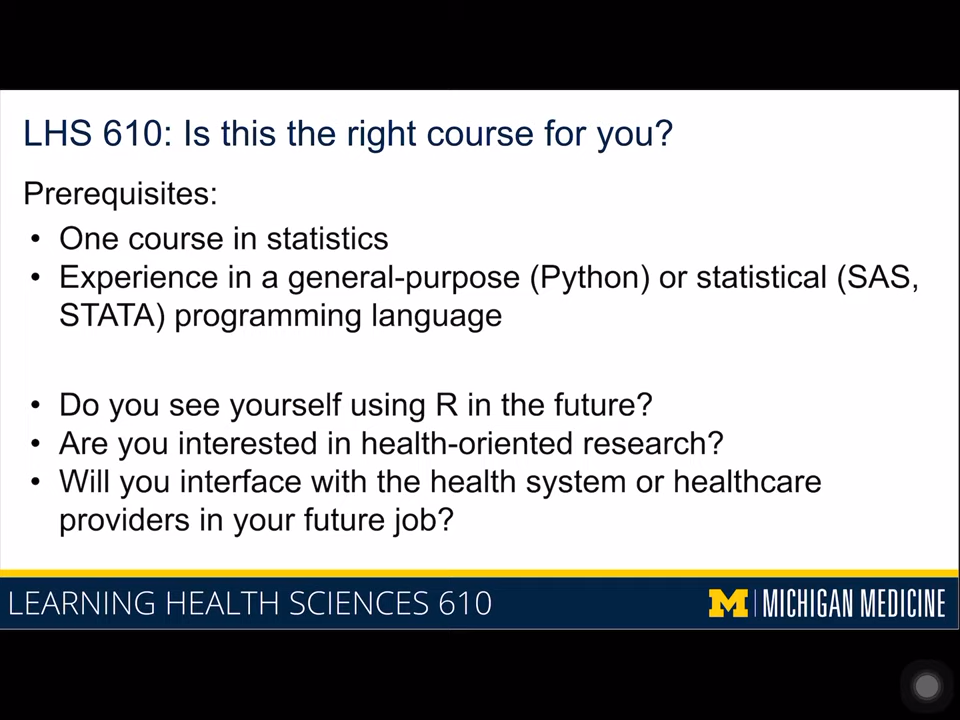 LHS 610: Is this the right course for you?
Prerequisites:
• One course in statistics
• Experience in a general-purpose (Python) or statistical (SAS,
STATA) programming language
• Do you see yourself using R in the future?
• Are you interested in health-oriented research?
• Will you interface with the health system or healthcare
providers in your future job?
LEARNING HEALTH SCIENCES 610
M | MICHIGAN MEDICINE